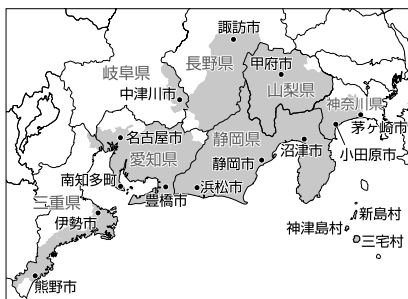 諏訪市
長野県
岐阜県
甲府市
山梨県
中津川市
神奈川県
茅ヶ崎市
名古屋市
愛知県
静岡県
沼津市
小田原市
静岡市
南知多町
浜松市
豊橋市
三重県
伊勢市
新島村
神津島村
三宅村
熊野市